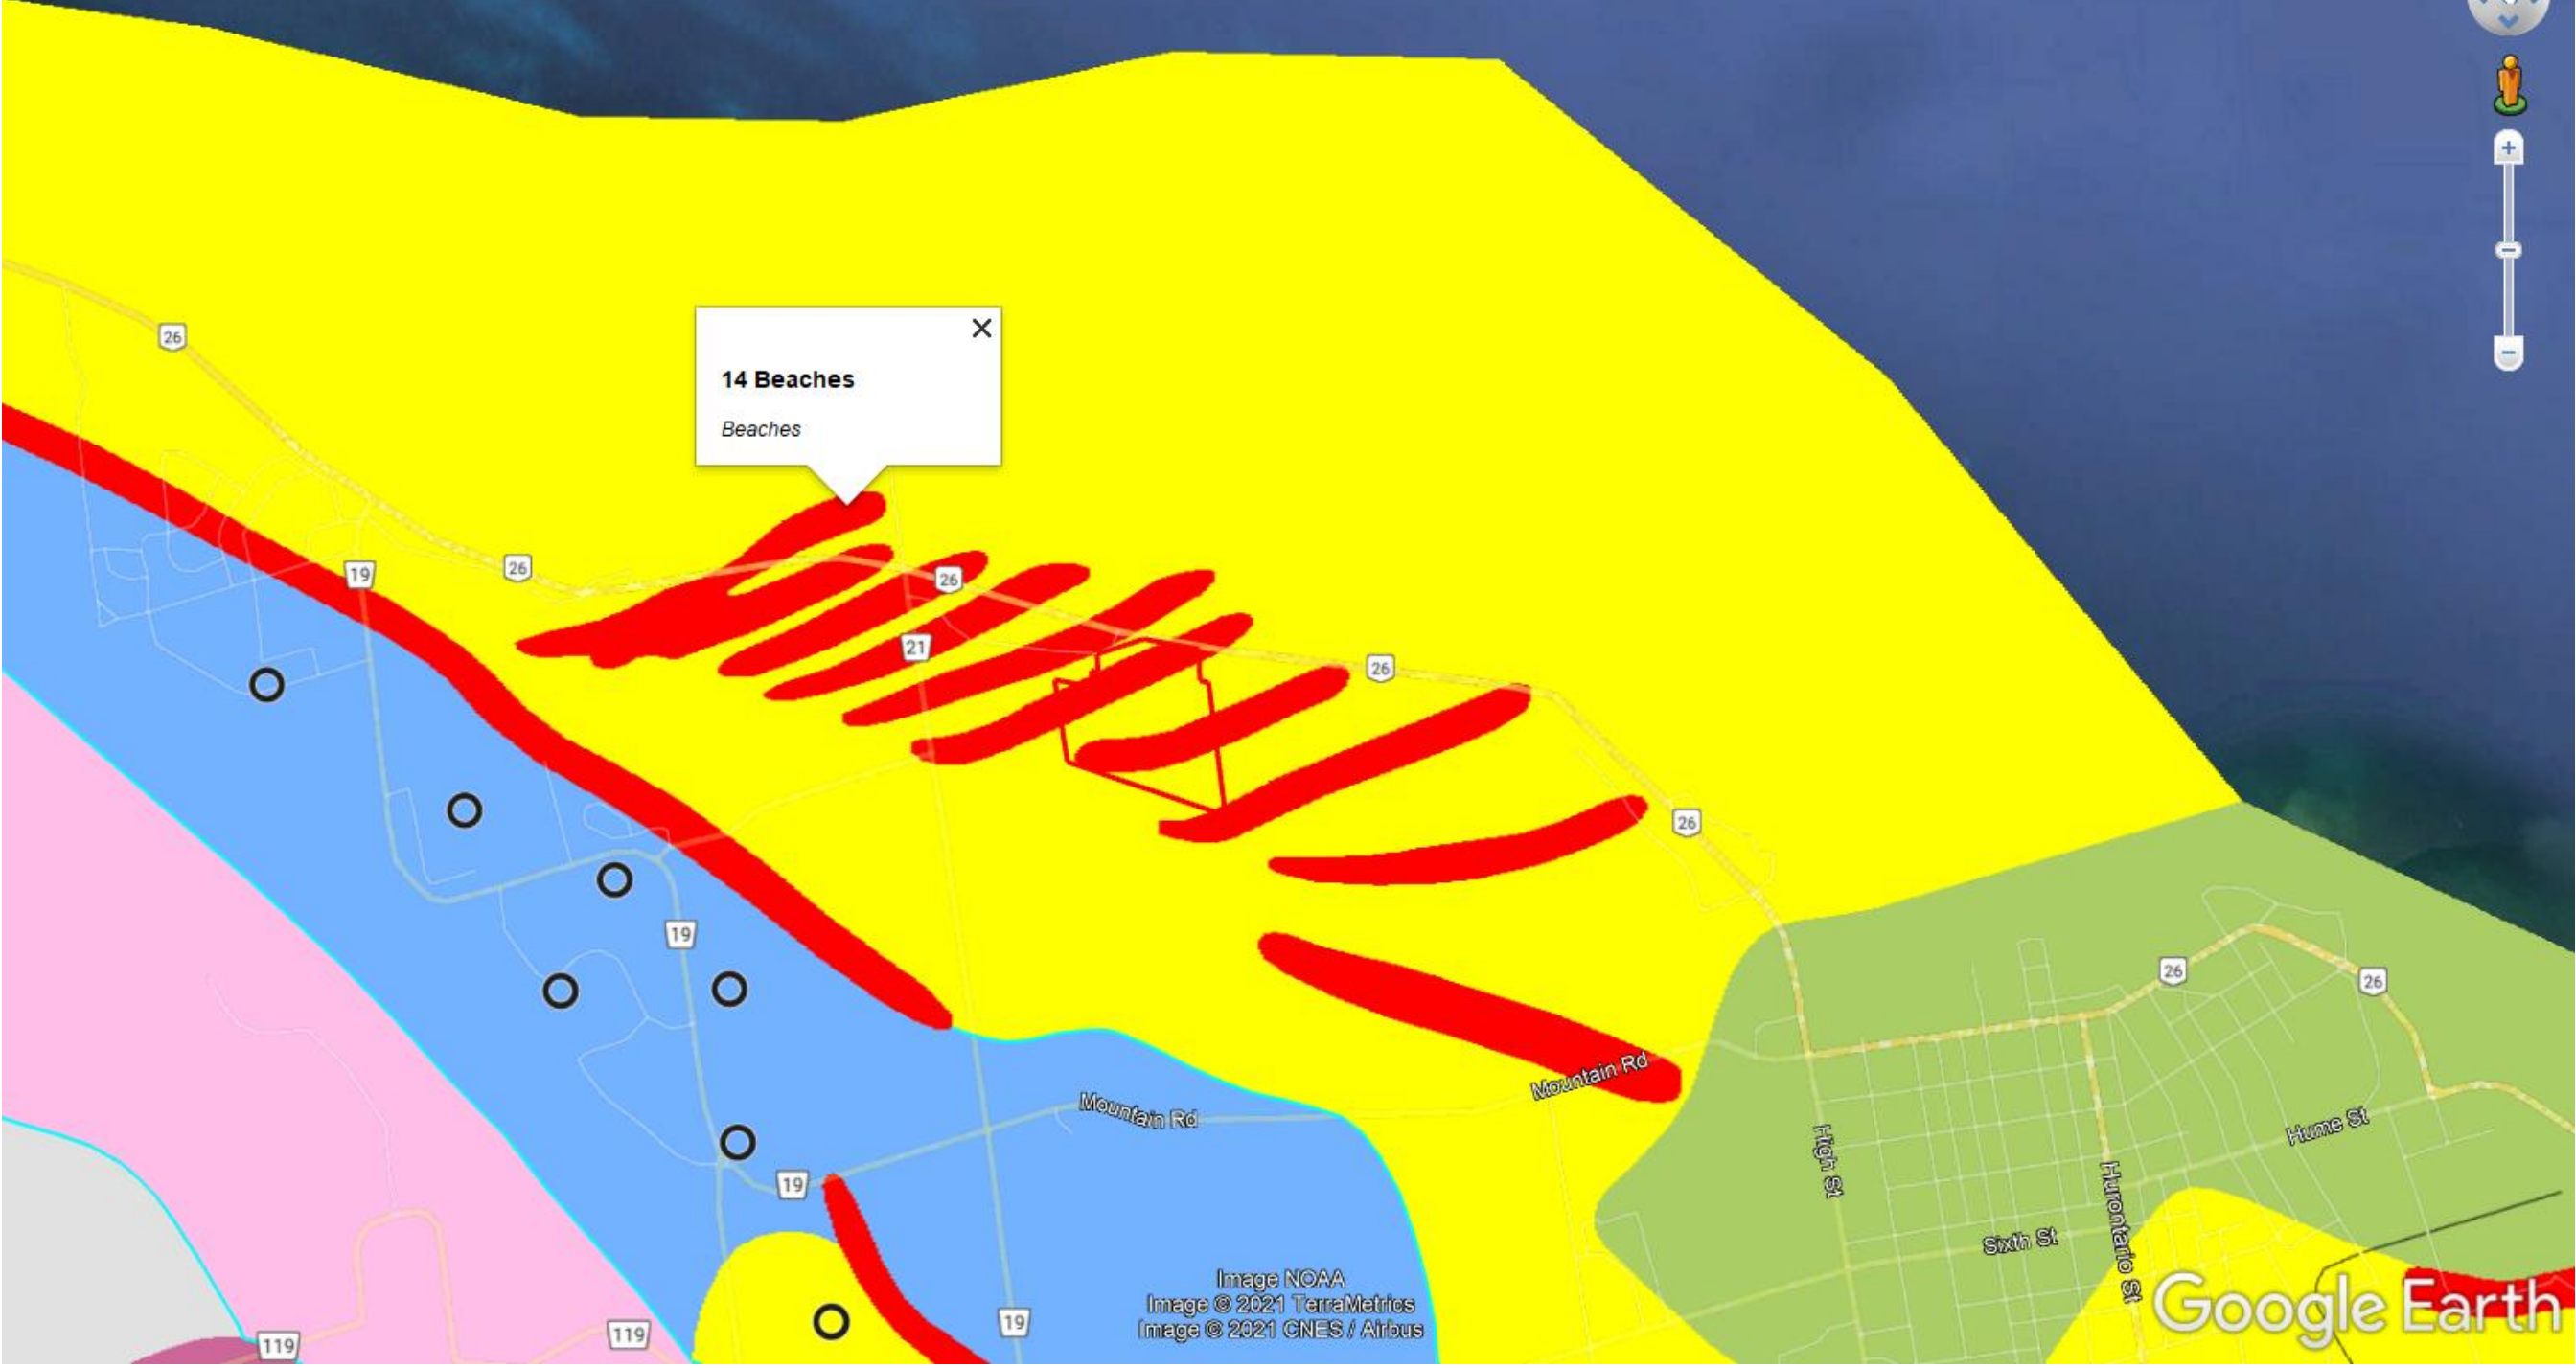 26
14 Beaches
Beaches
26
19
26
21
26
26
19
26
26
Mountain Rd
Mountain Rd
High St
Hurontario St
Hume St
Sixth St
19
19
119
119
Image NOAA
Image © 2021 TerraMetrics
Image © 2021 CNES / Airbus
Google Earth